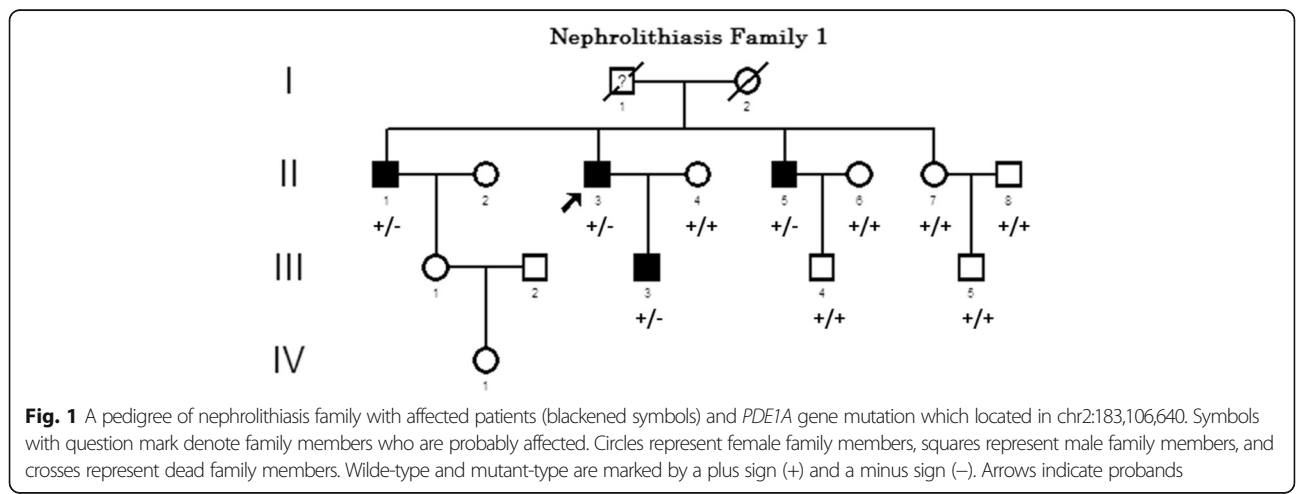 Nephrolithiasis Family 1
I
?
1 2
II
1 2 3 4 5 6 7 8
+/- +/- +/+ +/- +/+ +/+ +/+
III
1 2 3 4 5
+/- +/+ +/+
IV
1
Fig. 1 A pedigree of nephrolithiasis family with affected patients (blackened symbols) and PDE1A gene mutation which located in chr2:183,106,640. Symbols
with question mark denote family members who are probably affected. Circles represent female family members, squares represent male family members, and
crosses represent dead family members. Wilde-type and mutant-type are marked by a plus sign (+) and a minus sign (−). Arrows indicate probands